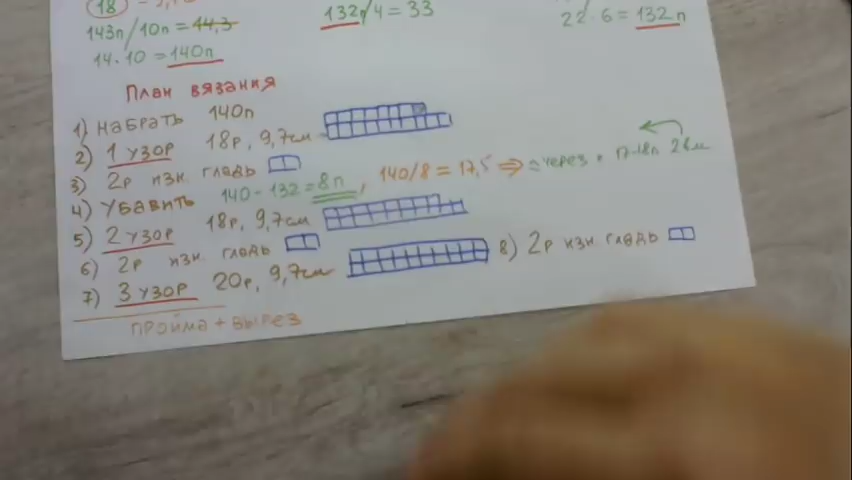 18
143п/10п = 14,3
14·10 = 140п
132п/4 = 33
22·6 = 132п
План вязания
1) Набрать 140п
2) 1 узор 18р, 9,7см
3) 2р изн. гладь
4) Убавить 140-132=8п, 140/8=17,5 ⇒ ≈ через 17-18п 2вм
5) 2 узор 18р, 9,7см
6) 2р изн. гладь
7) 3 узор 20р, 9,7см
8) 2р изн. гладь
пройма + вырез